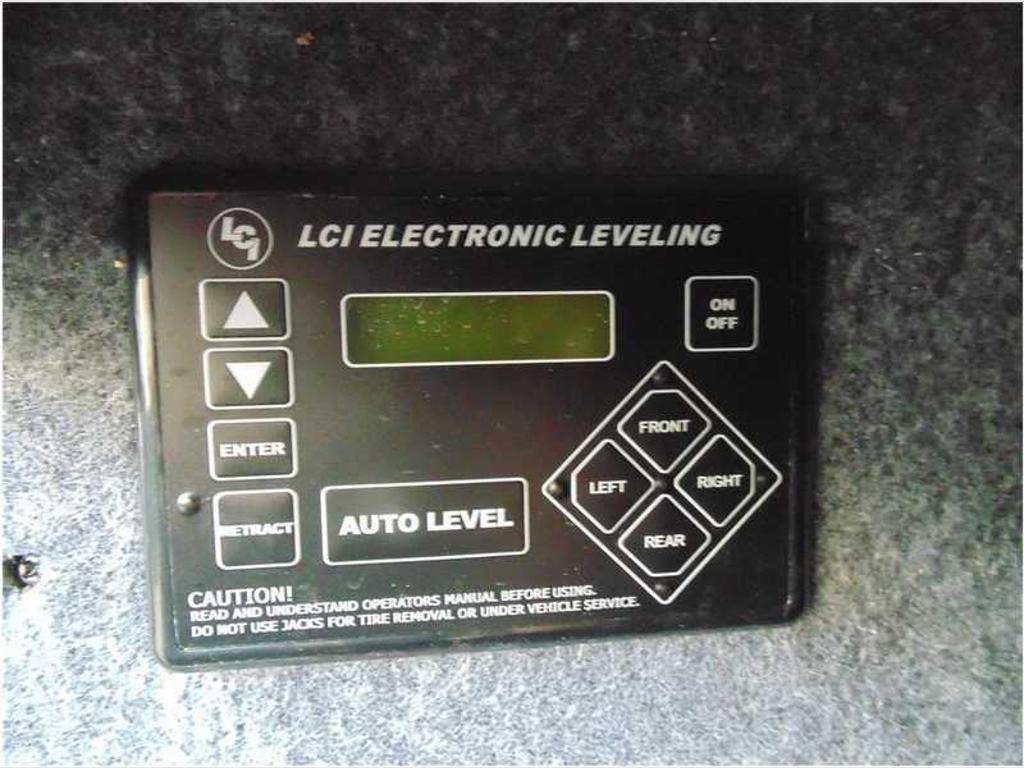 LCI
LCI ELECTRONIC LEVELING
ON
OFF
ENTER
RETRACT
AUTO LEVEL
FRONT
LEFT
RIGHT
REAR
CAUTION!
READ AND UNDERSTAND OPERATORS MANUAL BEFORE USING.
DO NOT USE JACKS FOR TIRE REMOVAL OR UNDER VEHICLE SERVICE.